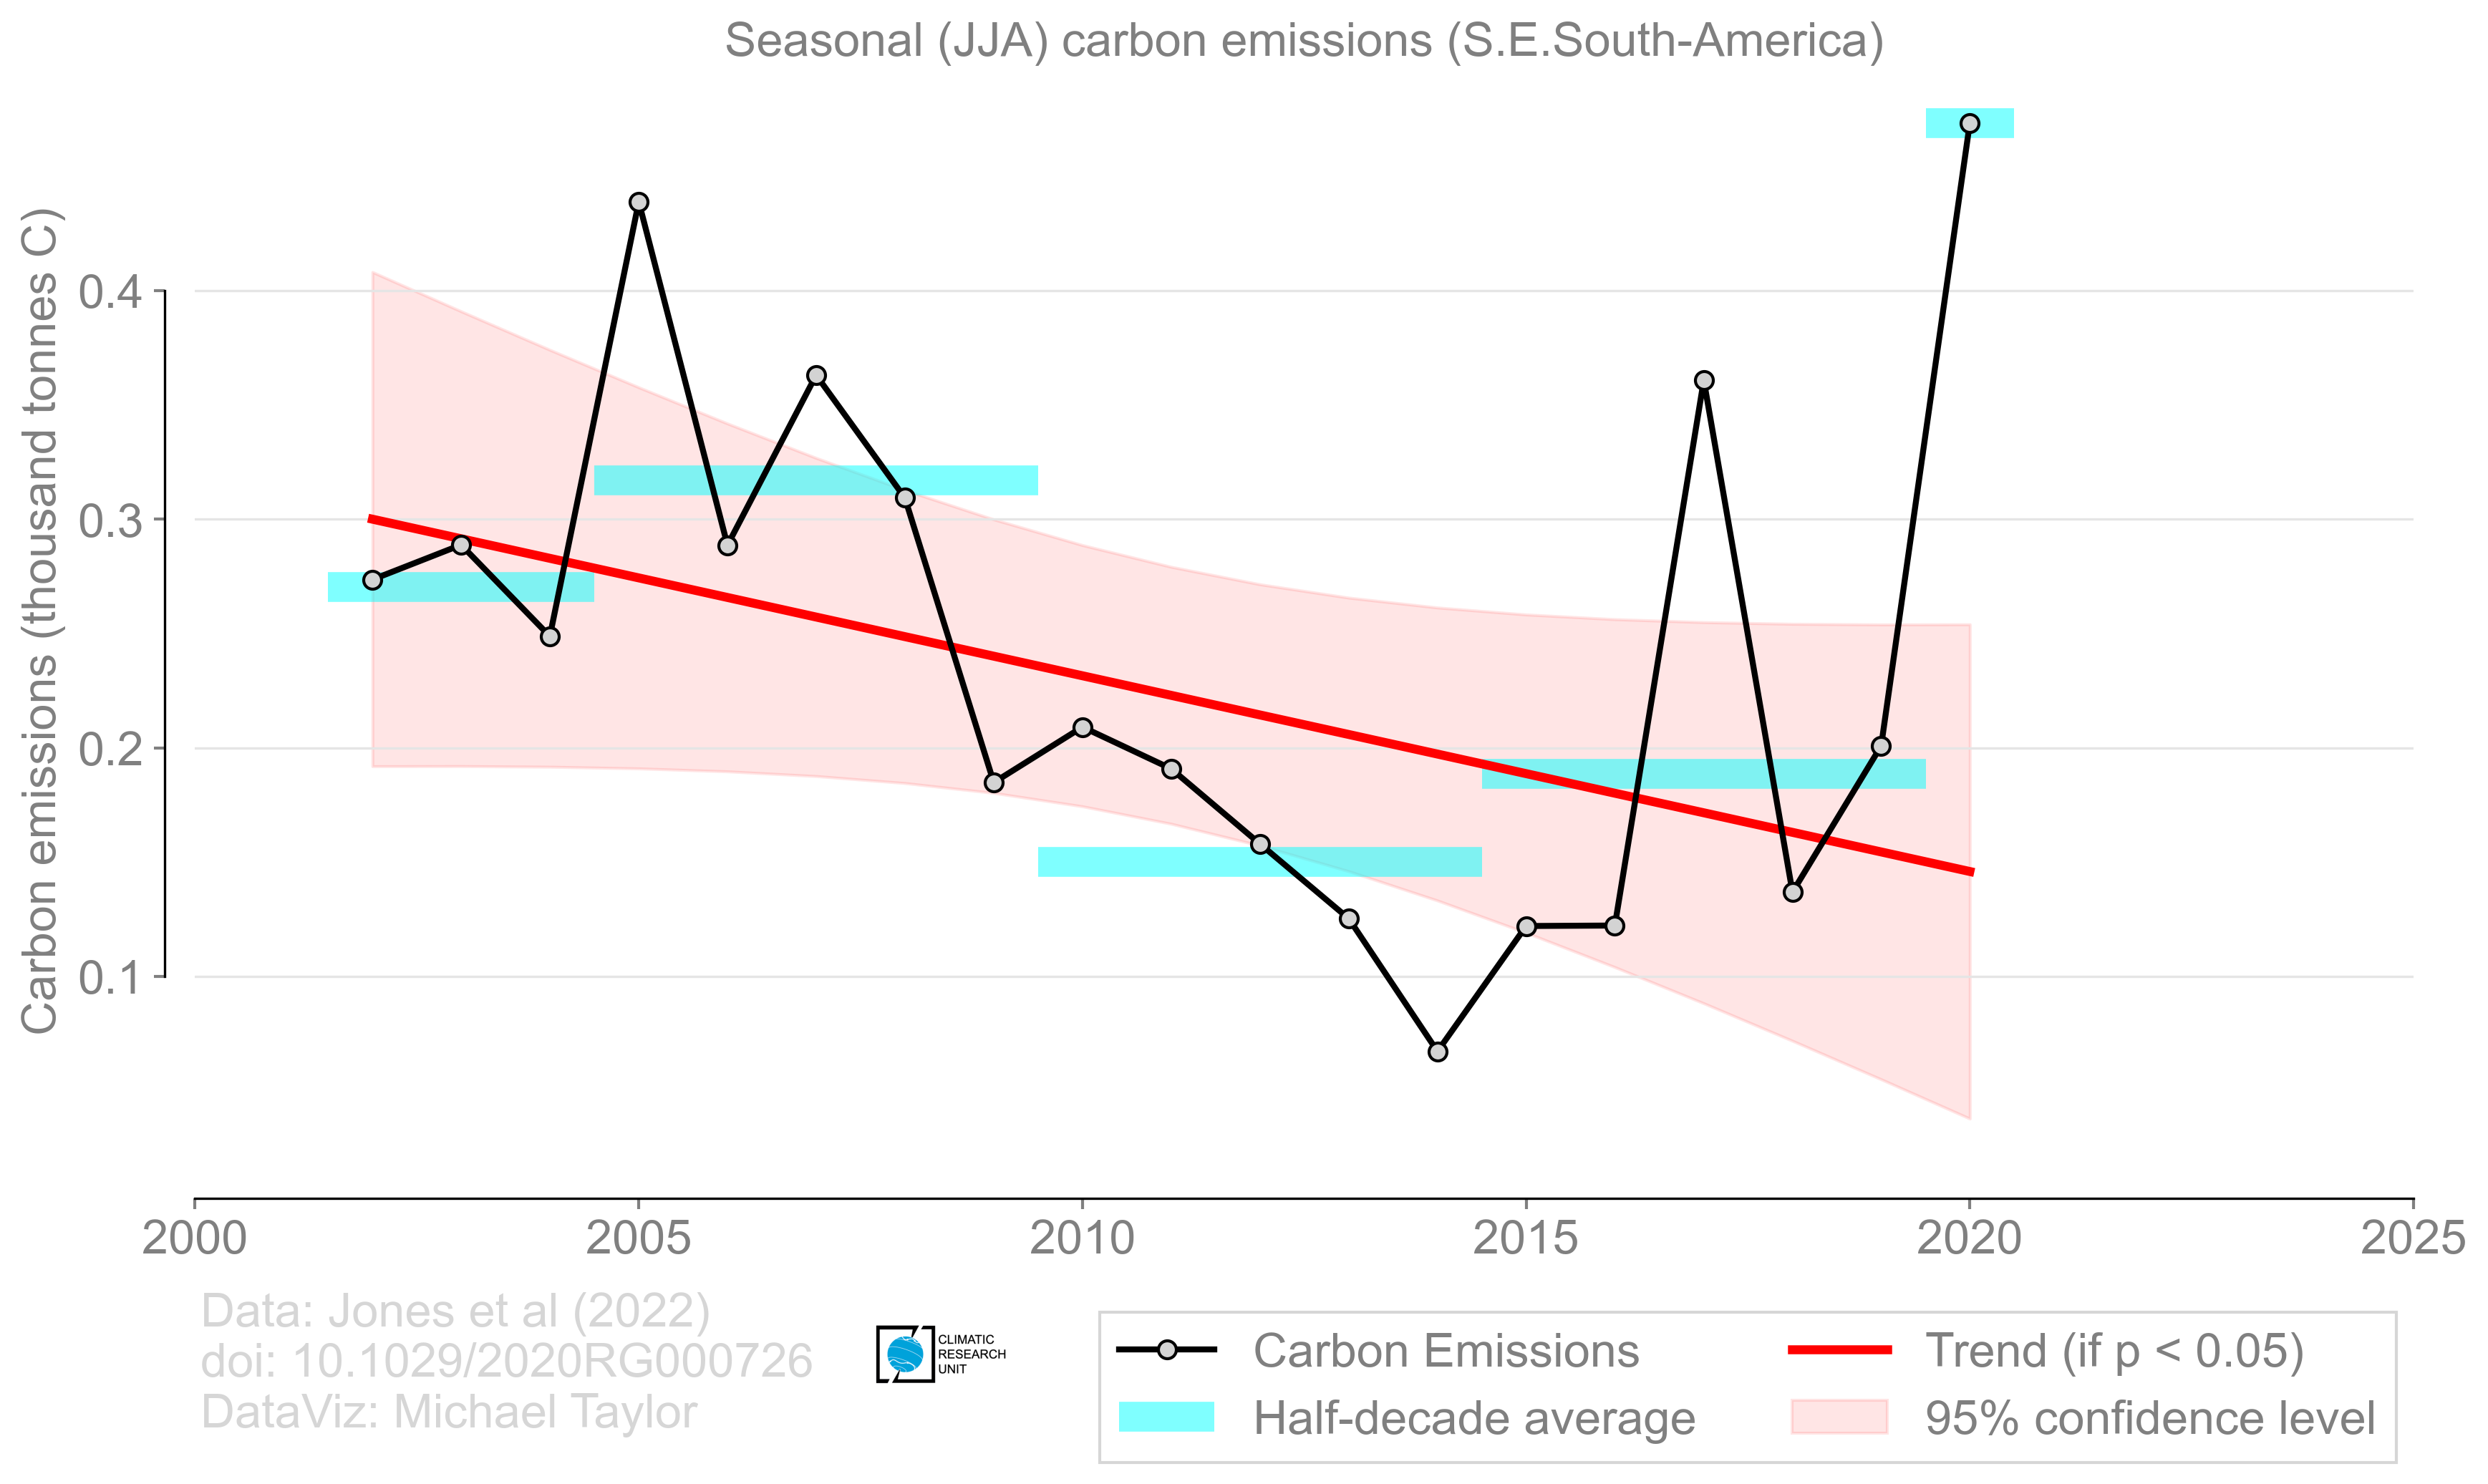 Seasonal (JJA) carbon emissions (S.E.South-America)
Carbon emissions (thousand tonnes C)
0.4
0.3
0.2
0.1
2000 2005 2010 2015 2020 2025
Data: Jones et al (2022)
doi: 10.1029/2020RG000726
DataViz: Michael Taylor
CLIMATIC
RESEARCH
UNIT
Carbon Emissions
Half-decade average
Trend (if p < 0.05)
95% confidence level